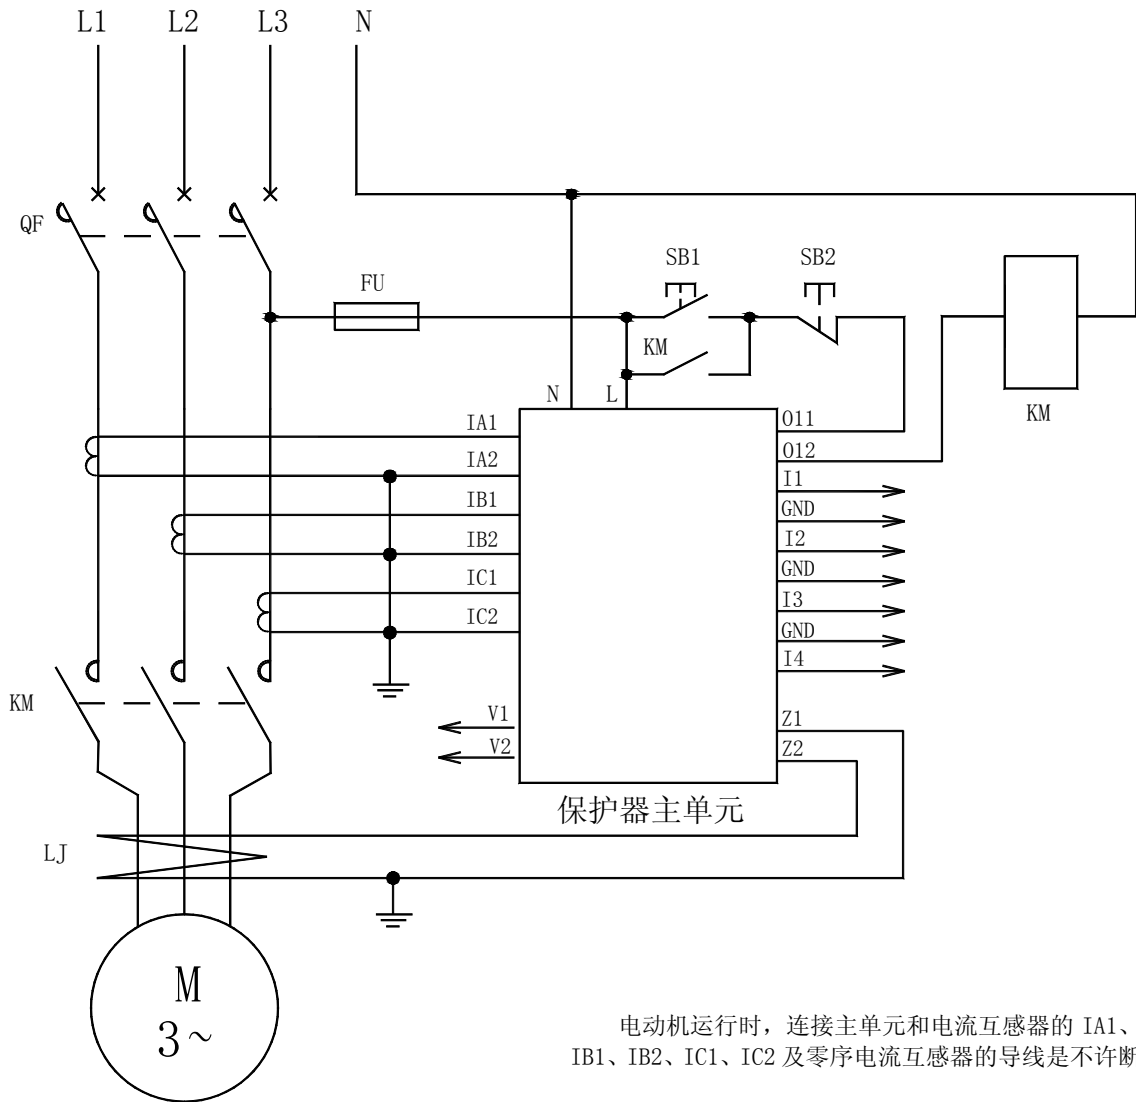 L1 L2 L3 N
QF
FU
SB1 SB2
KM
KM
N L
IA1
IA2
IB1
IB2
IC1
IC2
O11
O12
I1
GND
I2
GND
I3
GND
I4
KM
V1
V2
Z1
Z2
保护器主单元
LJ
M
3~
电动机运行时，连接主单元和电流互感器的 IA1、
IB1、IB2、IC1、IC2 及零序电流互感器的导线是不许断